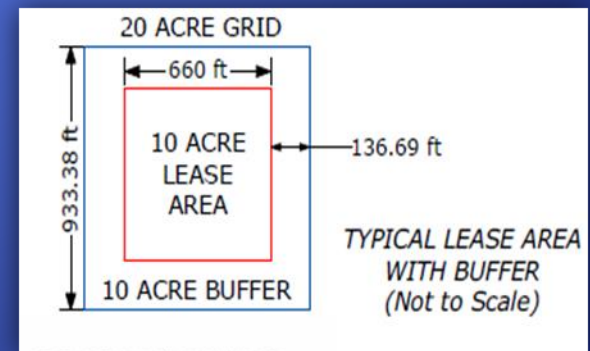 20 ACRE GRID
660 ft
933.38 ft
10 ACRE
LEASE
AREA
136.69 ft
TYPICAL LEASE AREA
WITH BUFFER
(Not to Scale)
10 ACRE BUFFER